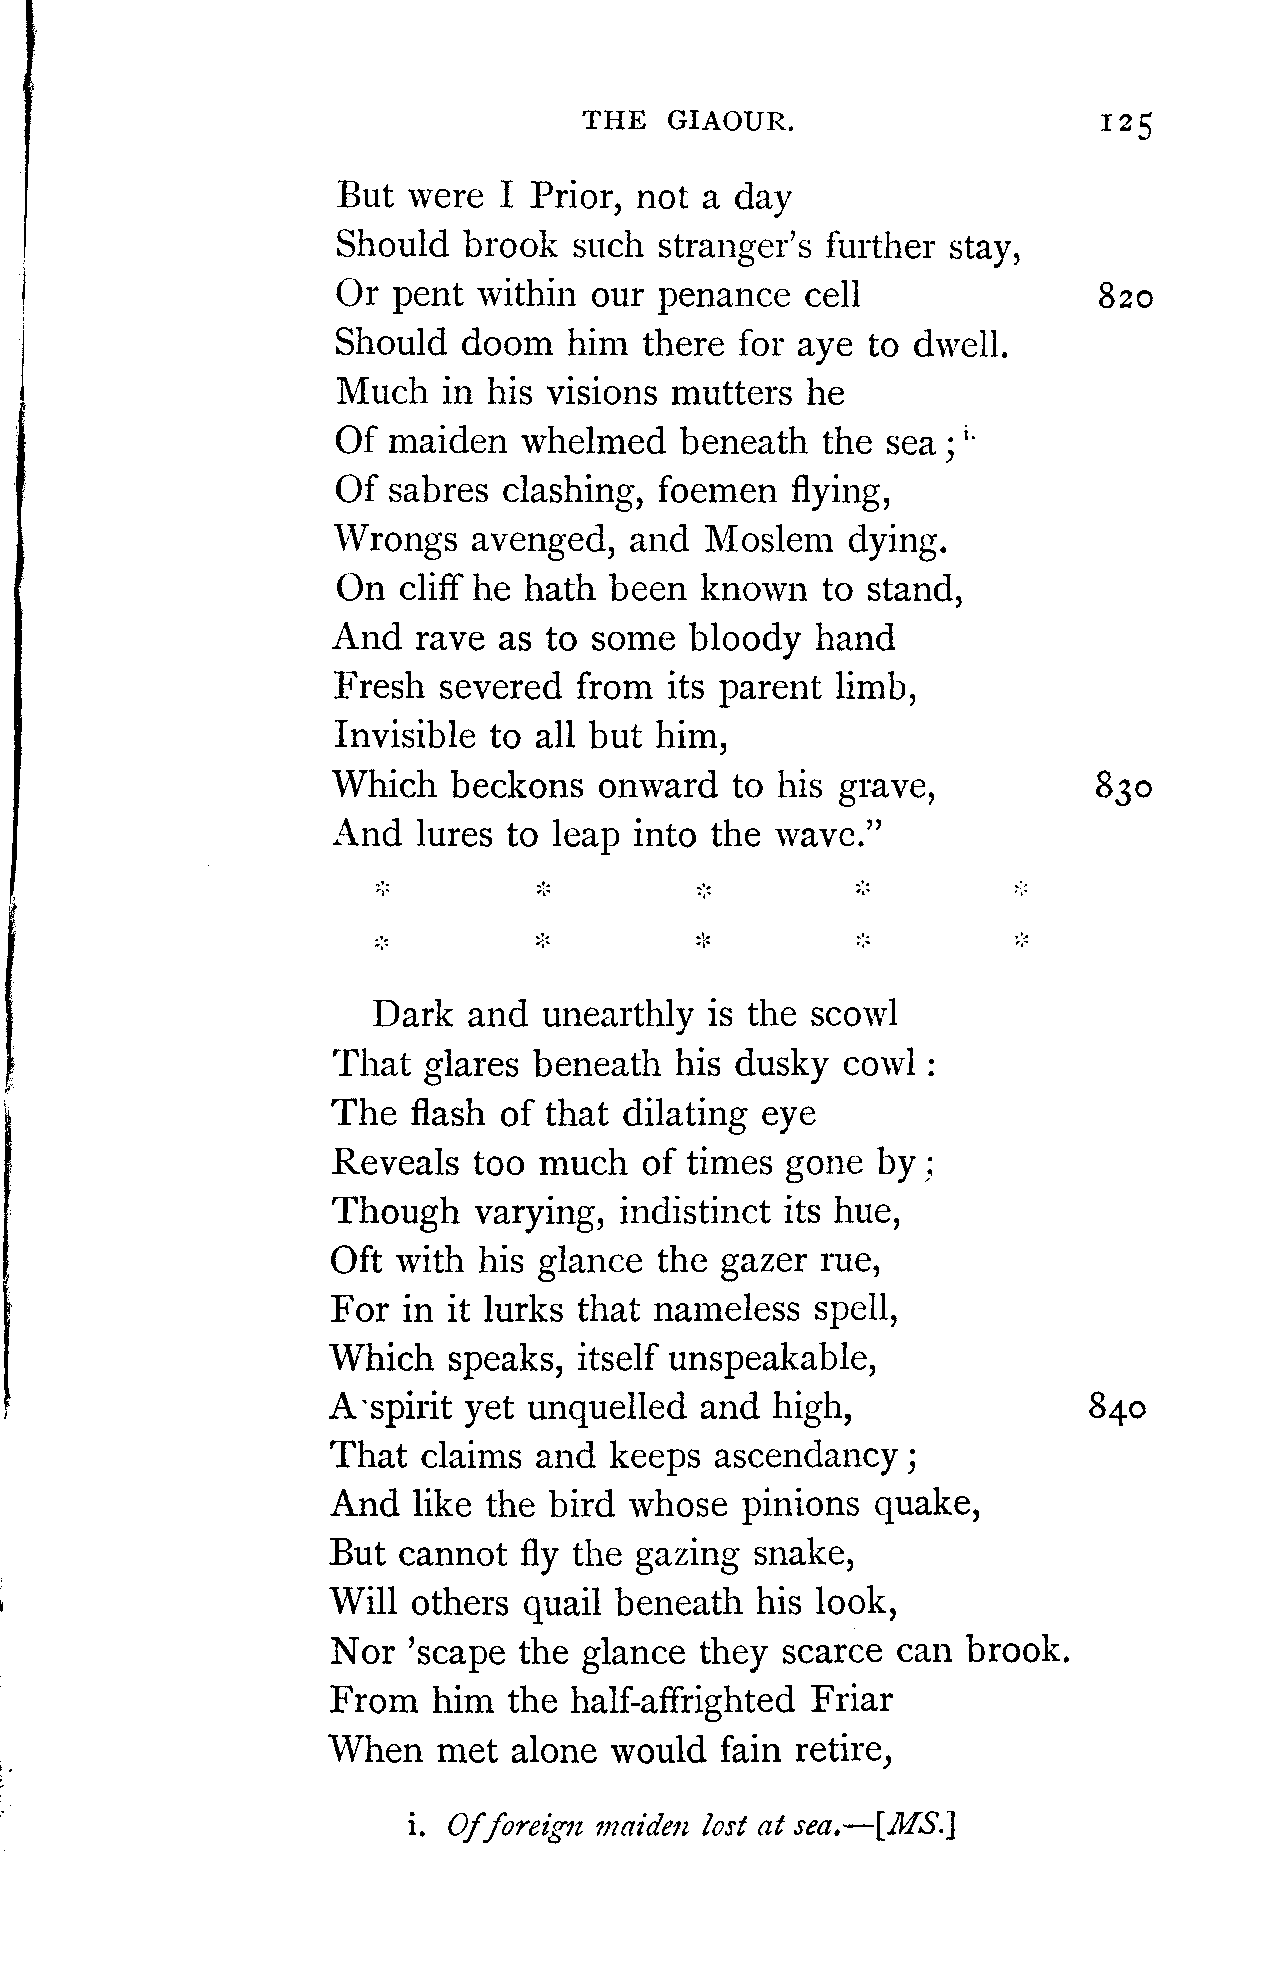 THE GIAOUR. 125
But were I Prior, not a day
Should brook such stranger's further stay,
Or pent within our penance cell 820
Should doom him there for aye to dwell.
Much in his visions mutters he
Of maiden whelmed beneath the sea; i.
Of sabres clashing, foemen flying,
Wrongs avenged, and Moslem dying.
On cliff he hath been known to stand,
And rave as to some bloody hand
Fresh severed from its parent limb,
Invisible to all but him,
Which beckons onward to his grave, 830
And lures to leap into the wave."
* * * * *
* * * * *
Dark and unearthly is the scowl
That glares beneath his dusky cowl:
The flash of that dilating eye
Reveals too much of times gone by;
Though varying, indistinct its hue,
Oft with his glance the gazer rue,
For in it lurks that nameless spell,
Which speaks, itself unspeakable,
A spirit yet unquelled and high, 840
That claims and keeps ascendancy;
And like the bird whose pinions quake,
But cannot fly the gazing snake,
Will others quail beneath his look,
Nor 'scape the glance they scarce can brook.
From him the half-affrighted Friar
When met alone would fain retire,
i. Of foreign maiden lost at sea.—[MS.]